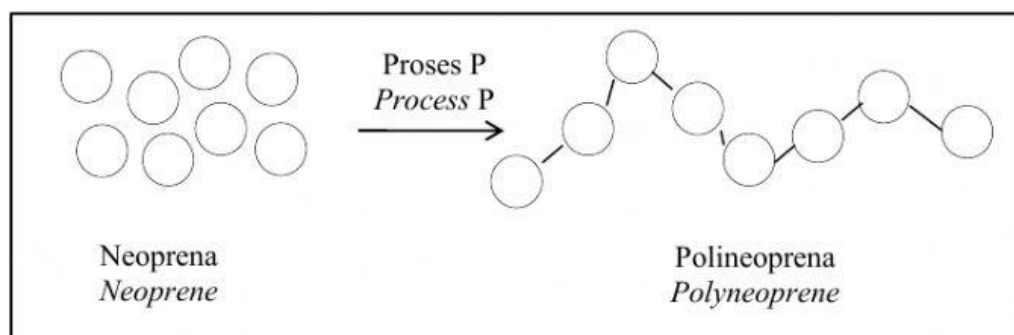 Proses P
Process P
Neoprena
Neoprene
Polineoprena
Polyneoprene